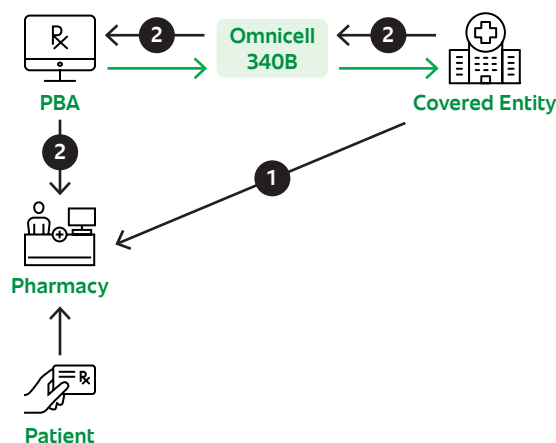 ℞
2
Omnicell
340B
2
PBA
Covered Entity
2
1
Pharmacy
℞
Patient